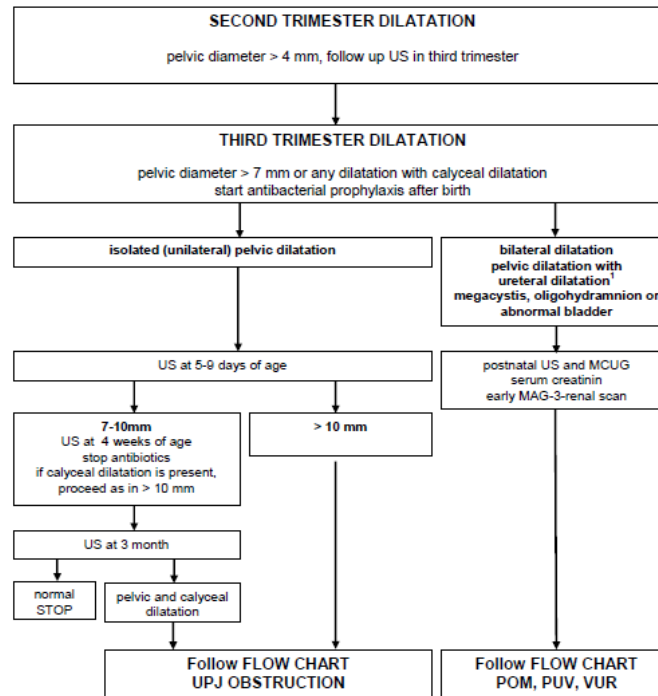 SECOND TRIMESTER DILATATION
pelvic diameter > 4 mm, follow up US in third trimester
THIRD TRIMESTER DILATATION
pelvic diameter > 7 mm or any dilatation with calyceal dilatation
start antibacterial prophylaxis after birth
isolated (unilateral) pelvic dilatation
bilateral dilatation
pelvic dilatation with
ureteral dilatation¹
megacystis, oligohydramnion or
abnormal bladder
US at 5-9 days of age
postnatal US and MCUG
serum creatinin
early MAG-3-renal scan
7-10mm
US at 4 weeks of age
stop antibiotics
if calyceal dilatation is present,
proceed as in > 10 mm
> 10 mm
US at 3 month
normal
STOP
pelvic and calyceal
dilatation
Follow FLOW CHART
UPJ OBSTRUCTION
Follow FLOW CHART
POM, PUV, VUR